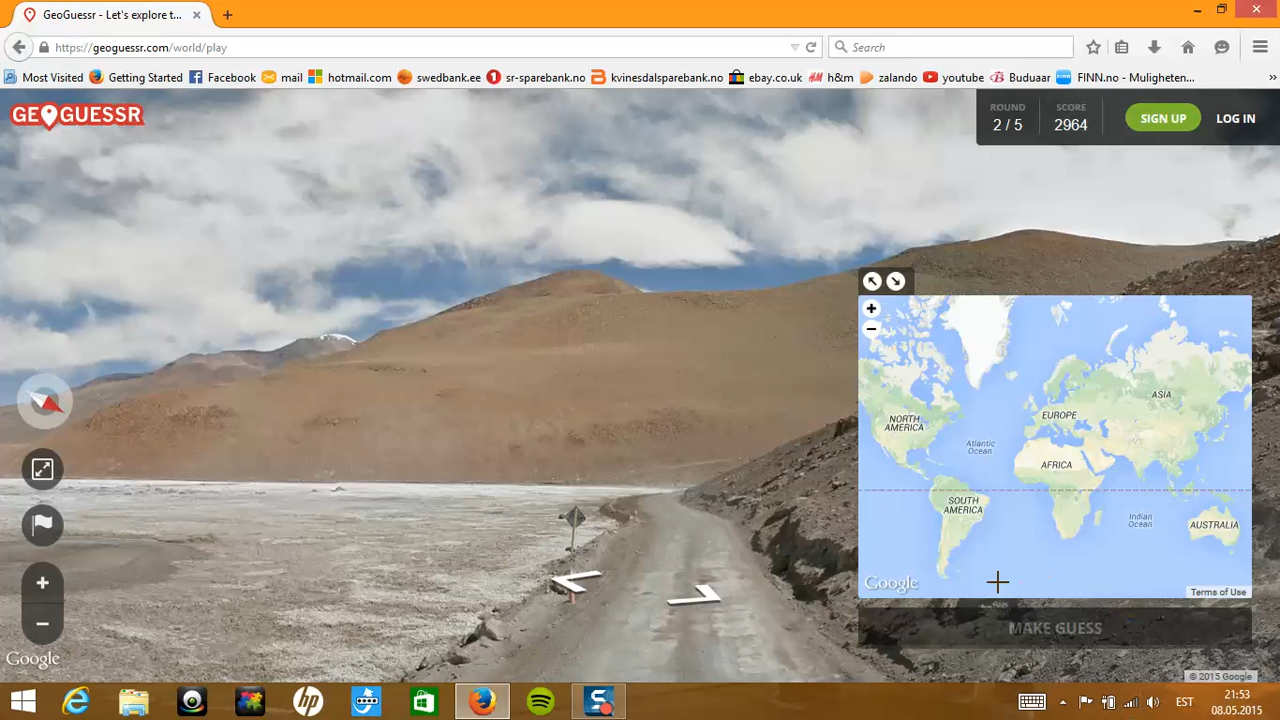 GeoGuessr - Let's explore t...
https://geoguessr.com/world/play
Search
Most Visited Getting Started Facebook mail hotmail.com swedbank.ee sr-sparebank.no kvinesdalsparebank.no ebay.co.uk h&m zalando youtube Buduaar FINN.no - Muligheten...
GEOGUESSR
ROUND
2 / 5
SCORE
2964
SIGN UP
LOG IN
NORTH
AMERICA
Atlantic
Ocean
EUROPE
ASIA
AFRICA
SOUTH
AMERICA
Indian
Ocean
AUSTRALIA
Google
Terms of Use
MAKE GUESS
Google
© 2015 Google
EST
21:53
08.05.2015